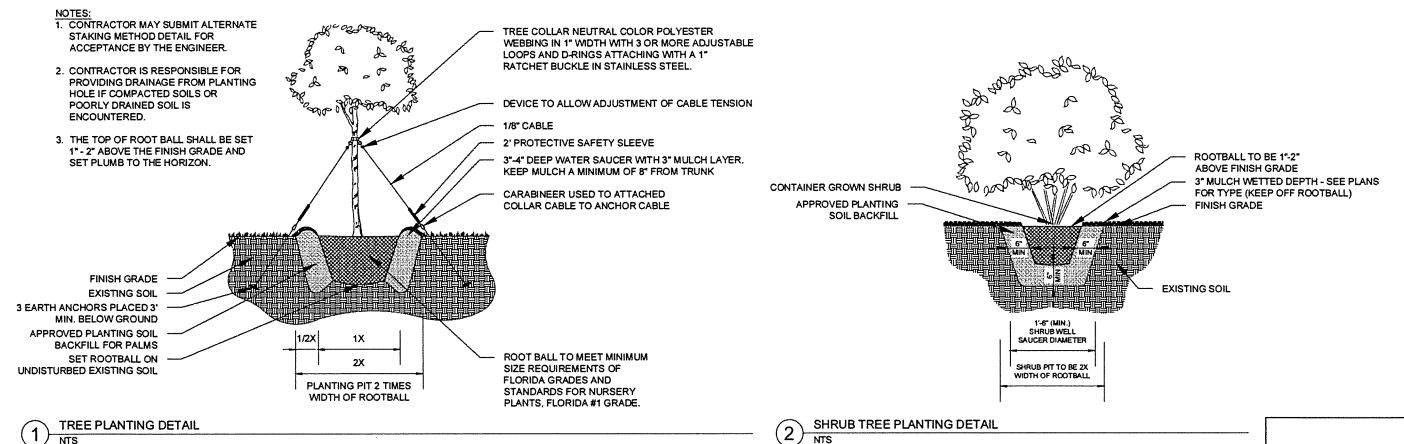 NOTES:
1. CONTRACTOR MAY SUBMIT ALTERNATE
STAKING METHOD DETAIL FOR
ACCEPTANCE BY THE ENGINEER.
2. CONTRACTOR IS RESPONSIBLE FOR
PROVIDING DRAINAGE FROM PLANTING
HOLE IF COMPACTED SOILS OR
POORLY DRAINED SOIL IS
ENCOUNTERED.
3. THE TOP OF ROOT BALL SHALL BE SET
1" - 2" ABOVE THE FINISH GRADE AND
SET PLUMB TO THE HORIZON.
TREE COLLAR NEUTRAL COLOR POLYESTER
WEBBING IN 1" WIDTH WITH 3 OR MORE ADJUSTABLE
LOOPS AND D-RINGS ATTACHING WITH A 1"
RATCHET BUCKLE IN STAINLESS STEEL.
DEVICE TO ALLOW ADJUSTMENT OF CABLE TENSION
1/8" CABLE
2' PROTECTIVE SAFETY SLEEVE
3"-4" DEEP WATER SAUCER WITH 3" MULCH LAYER.
KEEP MULCH A MINIMUM OF 8" FROM TRUNK
CARABINEER USED TO ATTACHED
COLLAR CABLE TO ANCHOR CABLE
FINISH GRADE
EXISTING SOIL
3 EARTH ANCHORS PLACED 3'
MIN. BELOW GROUND
APPROVED PLANTING SOIL
BACKFILL FOR PALMS
SET ROOTBALL ON
UNDISTURBED EXISTING SOIL
1/2X
1X
2X
PLANTING PIT 2 TIMES
WIDTH OF ROOTBALL
ROOT BALL TO MEET MINIMUM
SIZE REQUIREMENTS OF
FLORIDA GRADES AND
STANDARDS FOR NURSERY
PLANTS, FLORIDA #1 GRADE.
1
TREE PLANTING DETAIL
NTS
CONTAINER GROWN SHRUB
APPROVED PLANTING
SOIL BACKFILL
ROOTBALL TO BE 1"-2"
ABOVE FINISH GRADE
3" MULCH WETTED DEPTH - SEE PLANS
FOR TYPE (KEEP OFF ROOTBALL)
FINISH GRADE
6"
MIN
6"
MIN
6"
MIN
EXISTING SOIL
1'-6" (MIN.)
SHRUB WELL
SAUCER DIAMETER
SHRUB PIT TO BE 2X
WIDTH OF ROOTBALL
2
SHRUB TREE PLANTING DETAIL
NTS